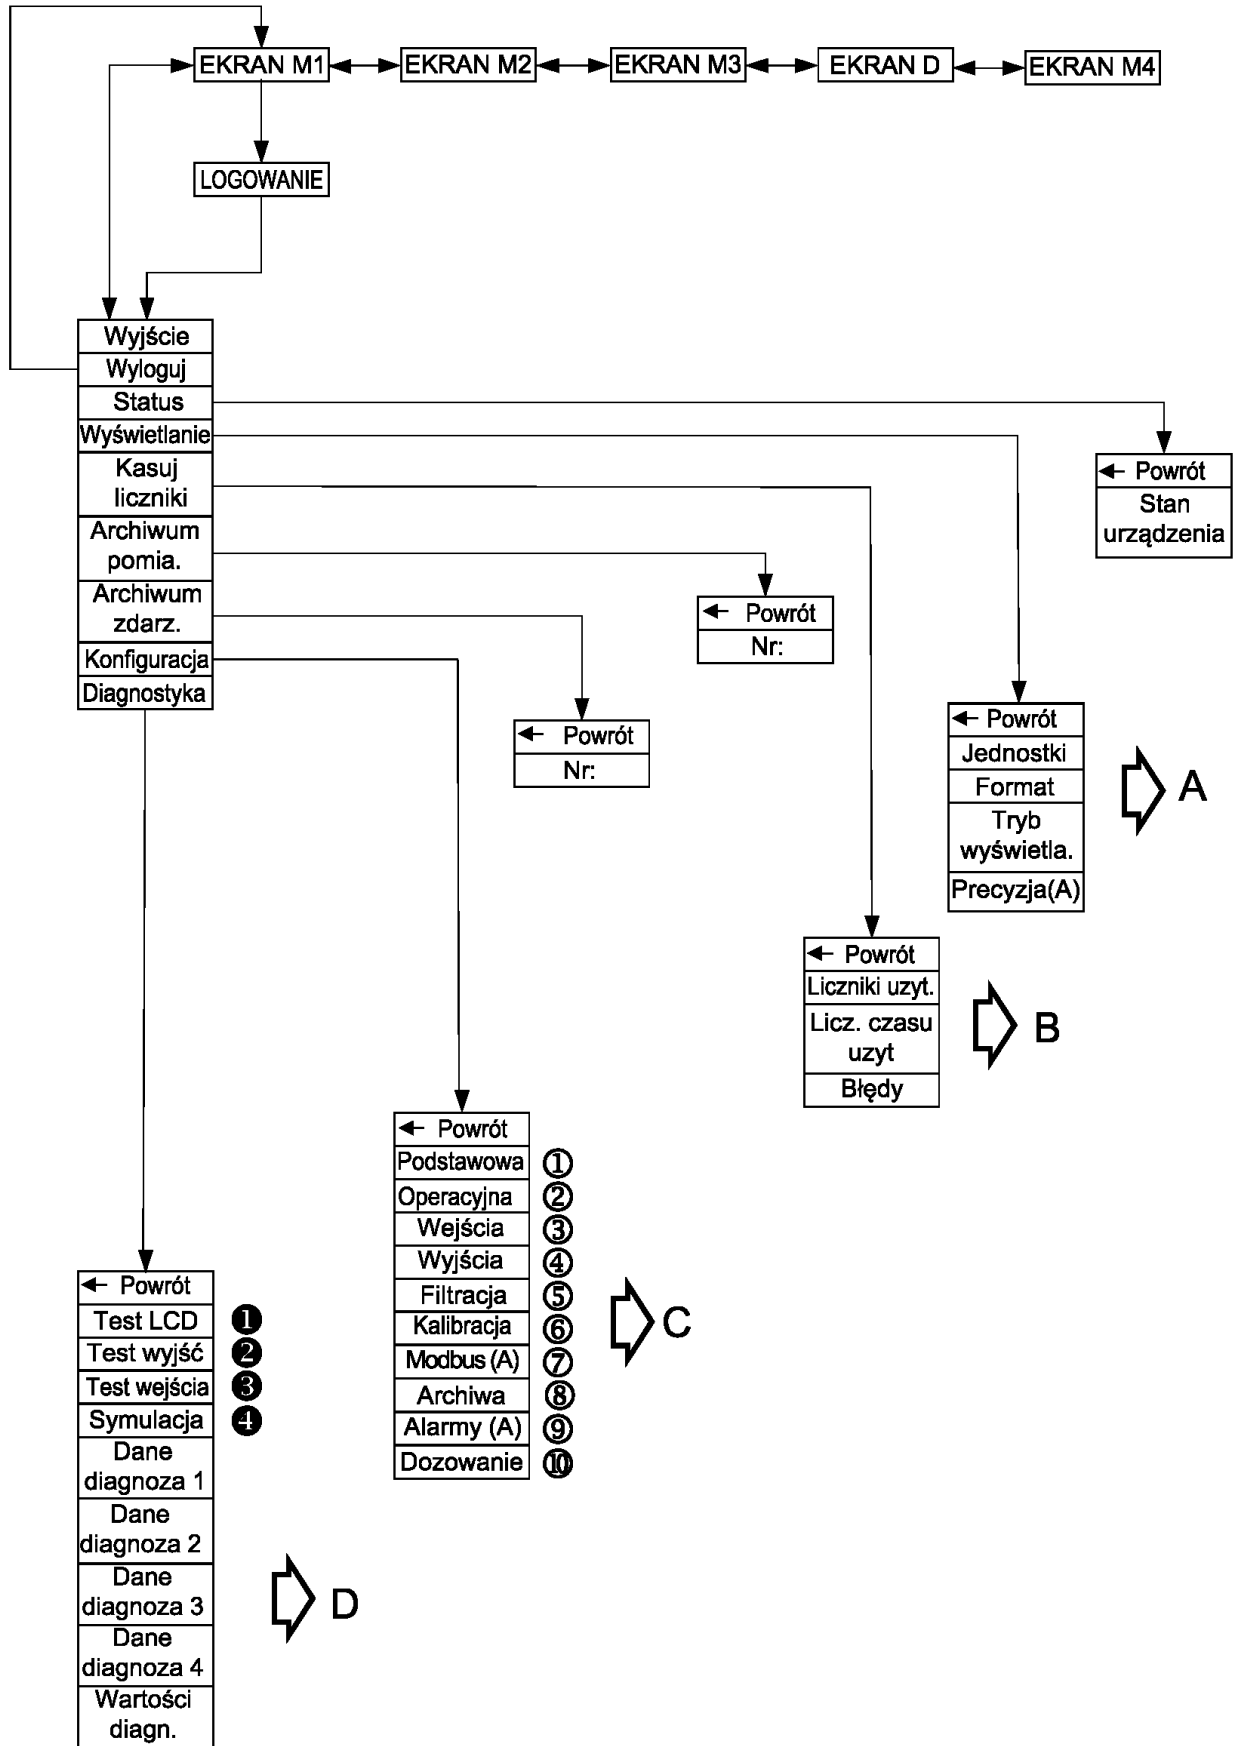 EKRAN M1
EKRAN M2
EKRAN M3
EKRAN D
EKRAN M4
LOGOWANIE
Wyjście
Wyloguj
Status
Wyświetlanie
Kasuj
liczniki
Archiwum
pomia.
Archiwum
zdarz.
Konfiguracja
Diagnostyka
← Powrót
Stan
urządzenia
← Powrót
Nr:
← Powrót
Nr:
← Powrót
Jednostki
Format
Tryb
wyświetla.
Precyzja(A)
A
← Powrót
Liczniki uzyt.
Licz. czasu
uzyt
Błędy
B
← Powrót
Podstawowa ①
Operacyjna ②
Wejścia ③
Wyjścia ④
Filtracja ⑤
Kalibracja ⑥
Modbus (A) ⑦
Archiwa ⑧
Alarmy (A) ⑨
Dozowanie ⑩
C
← Powrót
Test LCD ❶
Test wyjść ❷
Test wejścia ❸
Symulacja ❹
Dane
diagnoza 1
Dane
diagnoza 2
Dane
diagnoza 3
Dane
diagnoza 4
Wartości
diagn.
D